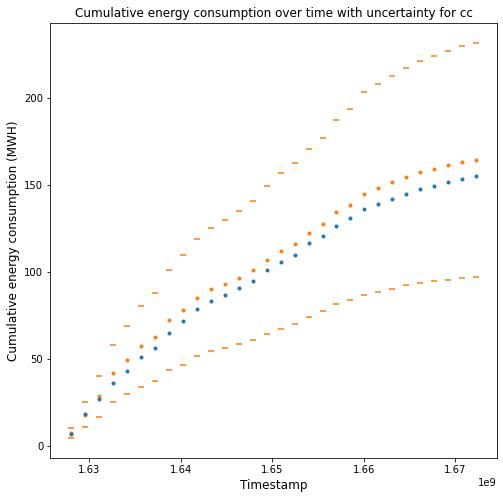 Cumulative energy consumption over time with uncertainty for cc
Cumulative energy consumption (MWH)
200
150
100
50
0
1.63 1.64 1.65 1.66 1.67
1e9
Timestamp